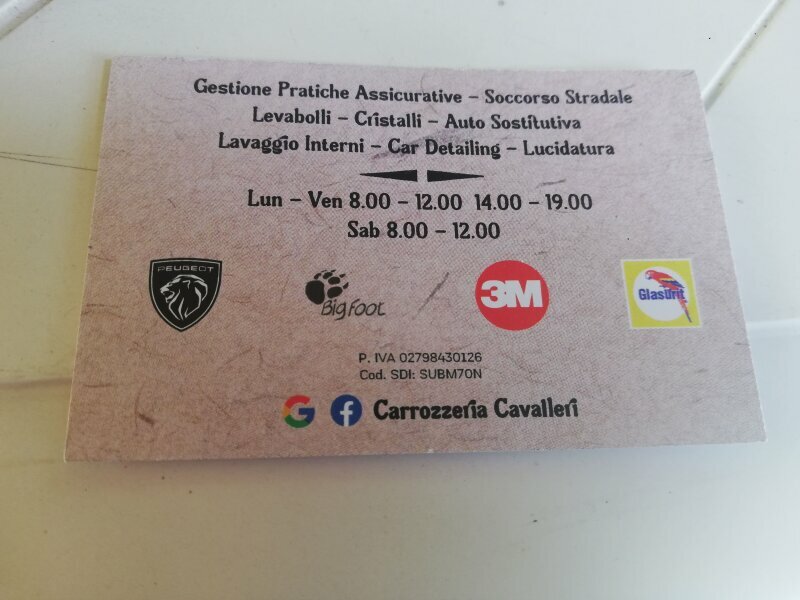 Gestione Pratiche Assicurative - Soccorso Stradale
Levabolli - Cristalli - Auto Sostitutiva
Lavaggio Interni - Car Detailing - Lucidatura
Lun - Ven 8.00 - 12.00 14.00 - 19.00
Sab 8.00 - 12.00
PEUGEOT
BigFoot
3M
Glasurit
P. IVA 02798430126
Cod. SDI: SUBM70N
G f Carrozzeria Cavalleri